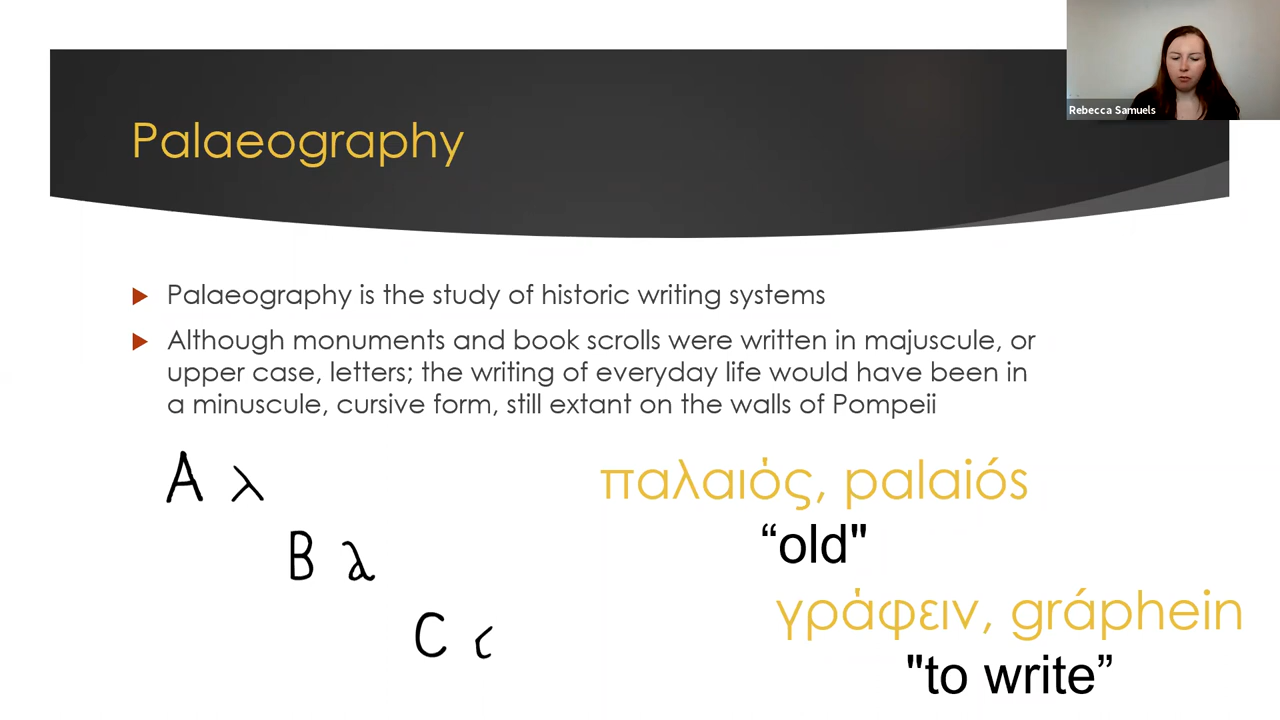 Rebecca Samuels
Palaeography
Palaeography is the study of historic writing systems
Although monuments and book scrolls were written in majuscule, or
upper case, letters; the writing of everyday life would have been in
a minuscule, cursive form, still extant on the walls of Pompeii
A λ
παλαιός, palaiós
“old"
B
γράφειν, gráphein
C
"to write”